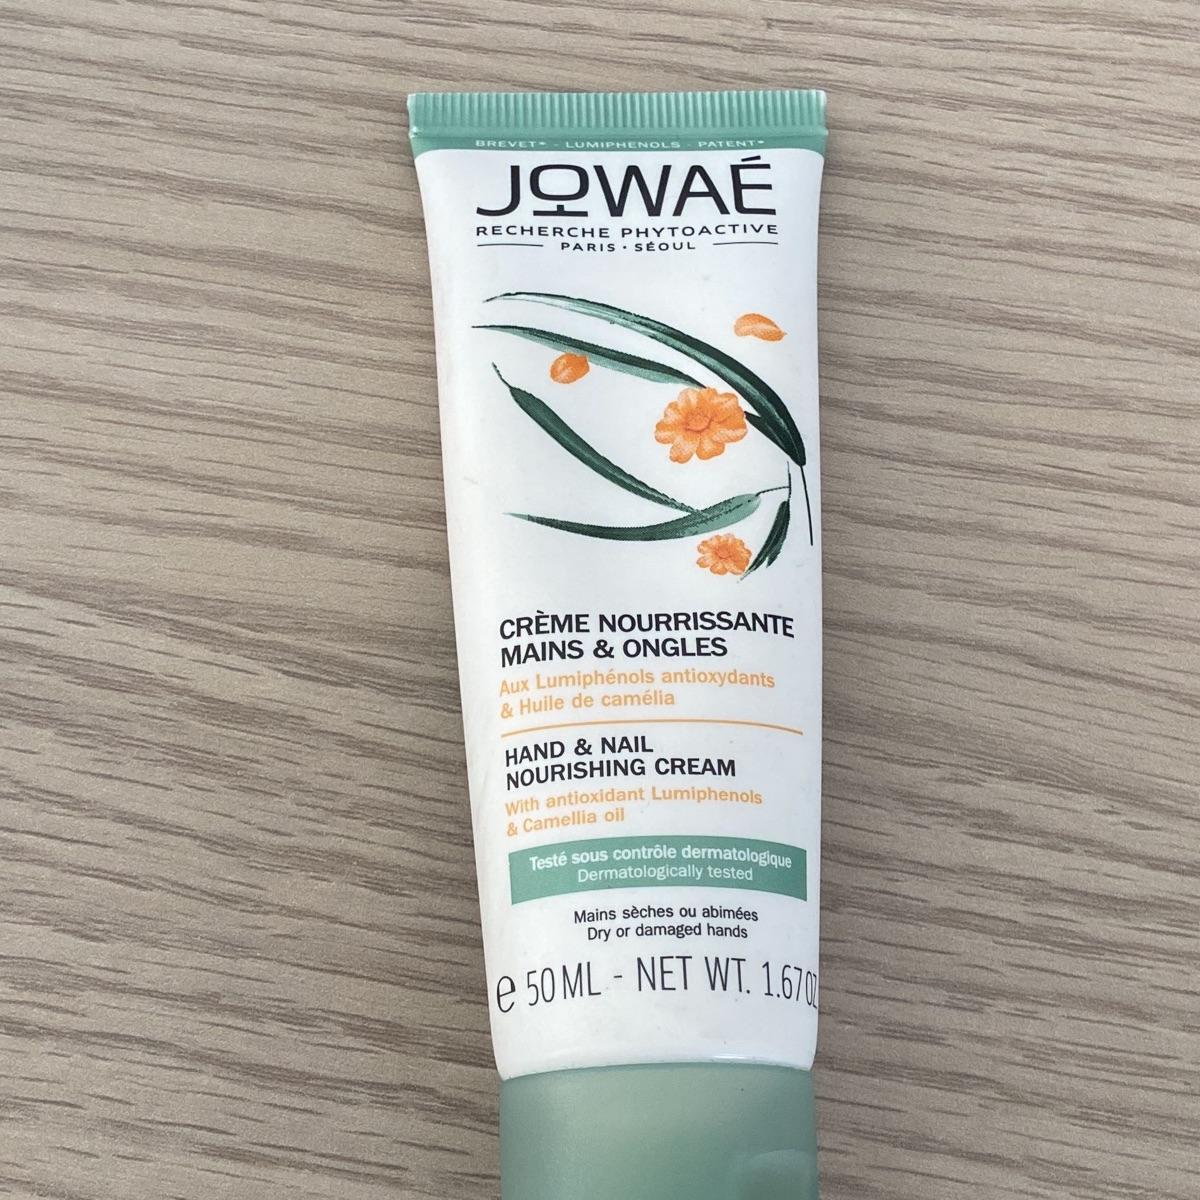 BREVET* - LUMIPHENOLS - PATENT*
JOWAÉ
RECHERCHE PHYTOACTIVE
PARIS • SÉOUL
CRÈME NOURRISSANTE
MAINS & ONGLES
Aux Lumiphénols antioxydants
& Huile de camélia
HAND & NAIL
NOURISHING CREAM
With antioxidant Lumiphenols
& Camellia oil
Testé sous contrôle dermatologique
Dermatologically tested
Mains sèches ou abimées
Dry or damaged hands
℮ 50 ML - NET WT. 1.67 OZ